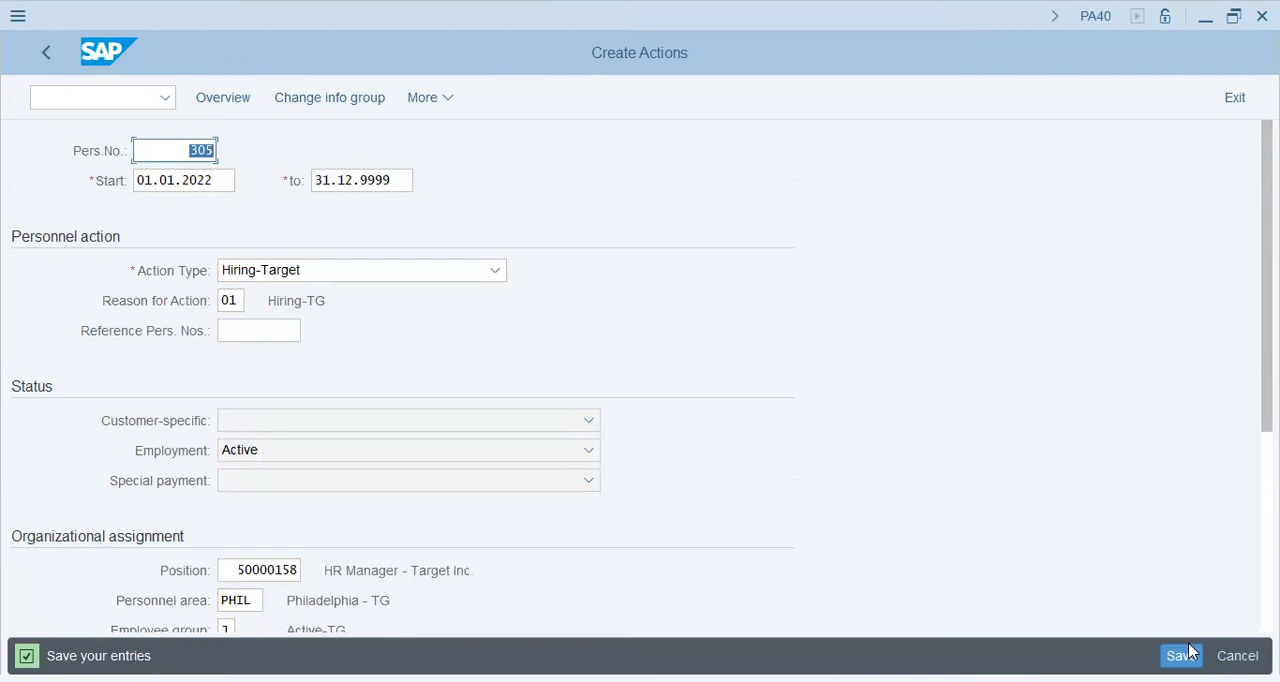 PA40
SAP
Create Actions
Overview Change info group More Exit
Pers.No.: 305
*Start: 01.01.2022 *to: 31.12.9999
Personnel action
*Action Type: Hiring-Target
Reason for Action: 01 Hiring-TG
Reference Pers. Nos.:
Status
Customer-specific:
Employment: Active
Special payment:
Organizational assignment
Position: 50000158 HR Manager - Target Inc.
Personnel area: PHIL Philadelphia - TG
Employee group: 1 Active-TG
Save your entries Save Cancel